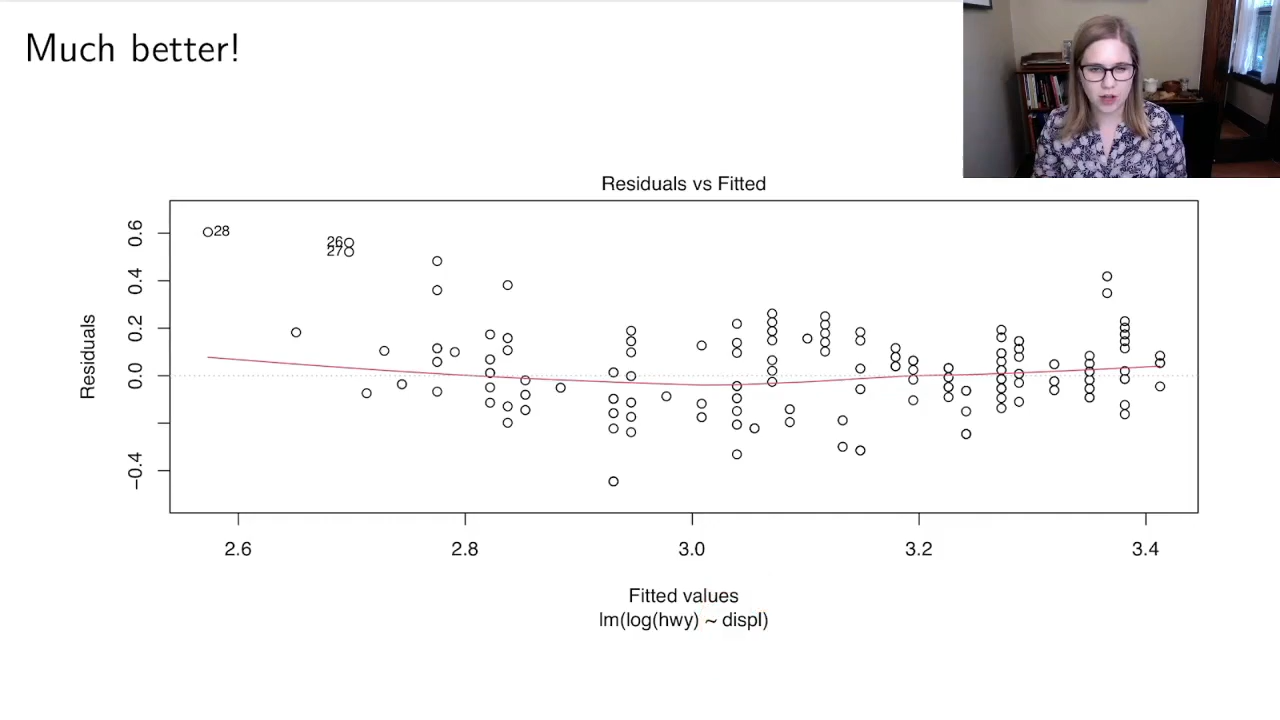 Much better!
Residuals vs Fitted
28
26
27
Residuals
0.6
0.4
0.2
0.0
−0.4
2.6 2.8 3.0 3.2 3.4
Fitted values
lm(log(hwy) ~ displ)